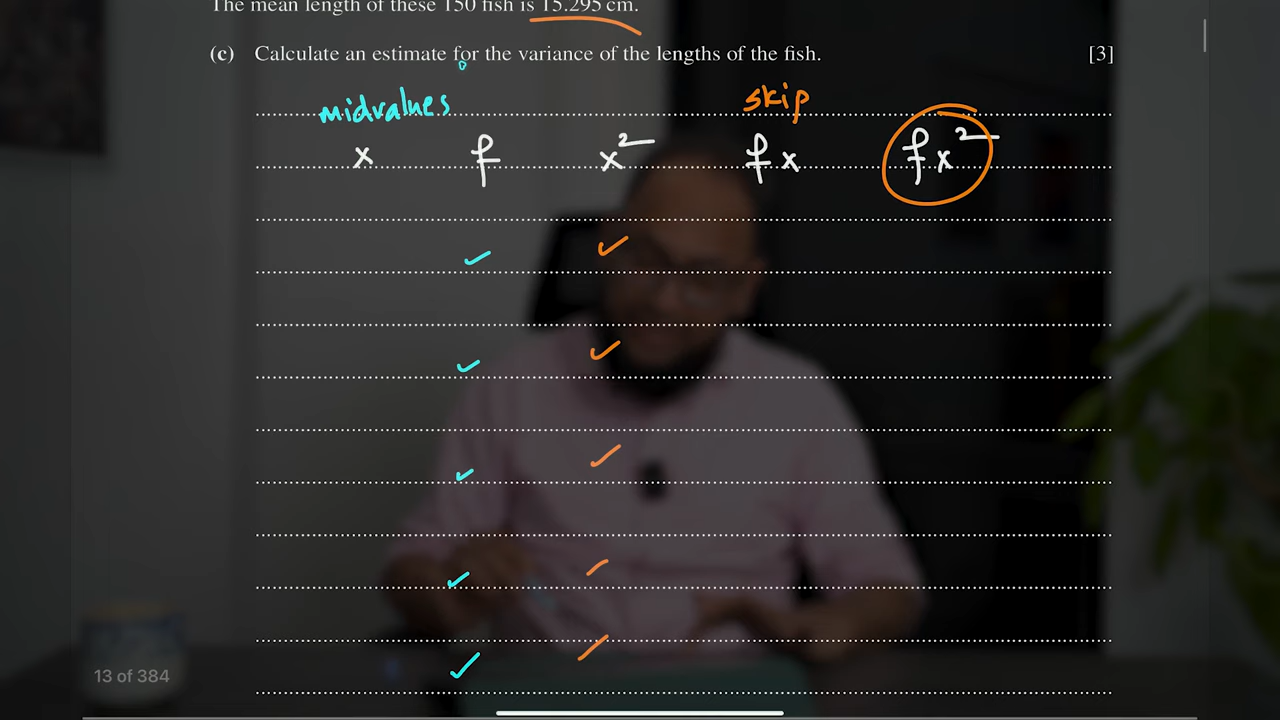 The mean length of these 150 fish is 15.295 cm.
(c) Calculate an estimate for the variance of the lengths of the fish. [3]
midvalues skip
x f x² fx fx²
13 of 384